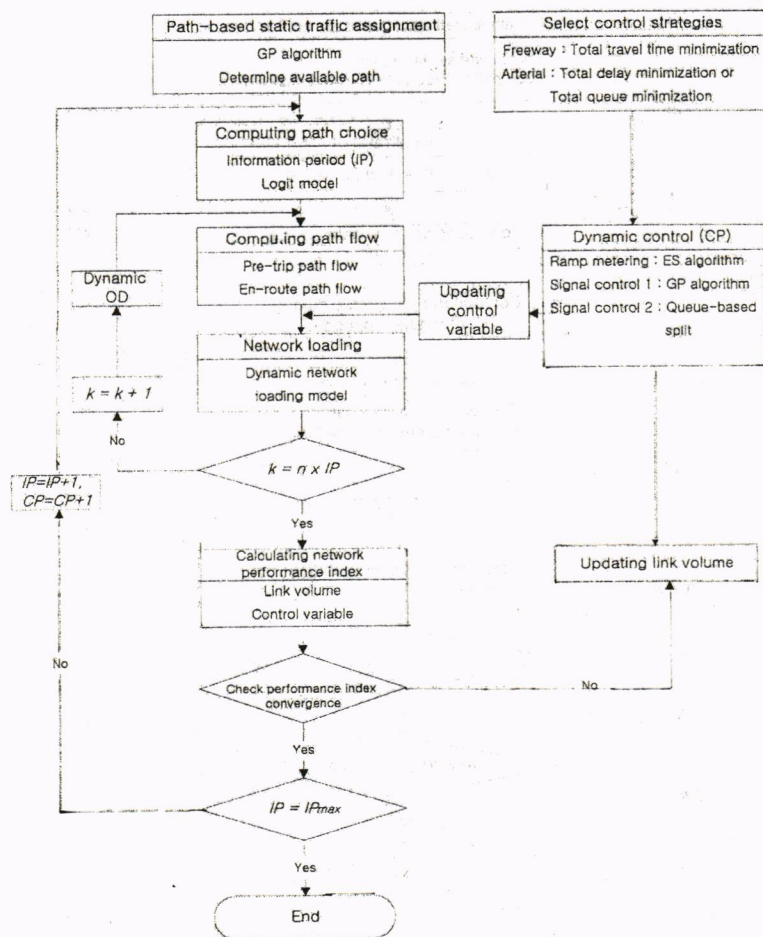 Path-based static traffic assignment
GP algorithm
Determine available path
Select control strategies
Freeway : Total travel time minimization
Arterial : Total delay minimization or
Total queue minimization
Computing path choice
Information period (IP)
Logit model
Computing path flow
Pre-trip path flow
En-route path flow
Dynamic
OD
Updating
control
variable
Dynamic control (CP)
Ramp metering : ES algorithm
Signal control 1 : GP algorithm
Signal control 2 : Queue-based
split
Network loading
Dynamic network
loading model
k = k + 1
No
k = n x IP
IP=IP+1,
CP=CP+1
Yes
Calculating network
performance index
Link volume
Control variable
Updating link volume
No
Check performance index
convergence
No
Yes
IP = IPmax
Yes
End